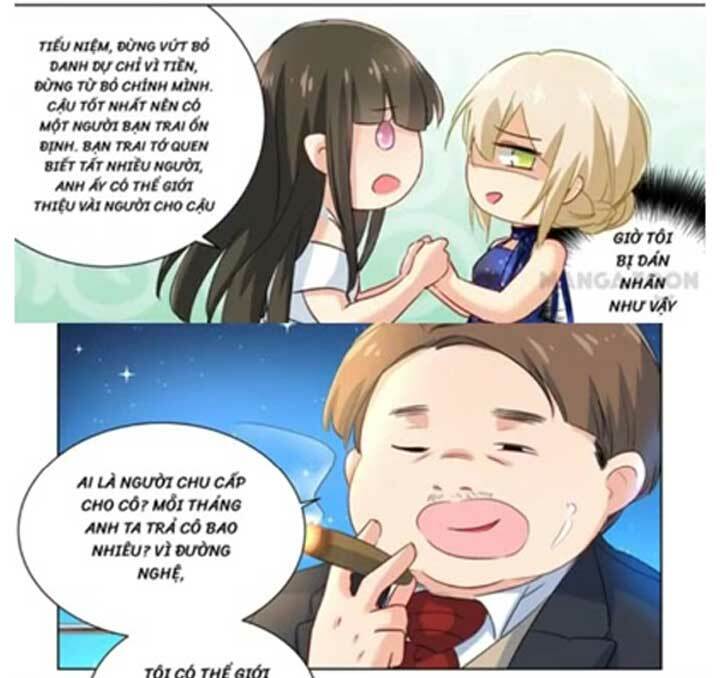 TIỂU NIỆM, ĐỪNG VỨT BỎ
DANH DỰ CHỈ VÌ TIỀN,
ĐỪNG TỪ BỎ CHÍNH MÌNH.
CẬU TỐT NHẤT NÊN CÓ
MỘT NGƯỜI BẠN TRAI ỔN
ĐỊNH. BẠN TRAI TỚ QUEN
BIẾT TẤT NHIỀU NGƯỜI,
ANH ẤY CÓ THỂ GIỚI
THIỆU VÀI NGƯỜI CHO CẬU
GIỜ TÔI
BỊ DÁN
NHÃN
NHƯ VẬY
AI LÀ NGƯỜI CHU CẤP
CHO CÔ? MỖI THÁNG
ANH TA TRẢ CÔ BAO
NHIÊU? VÌ ĐƯỜNG
NGHỆ,
TÔI CÓ THỂ GIỚI